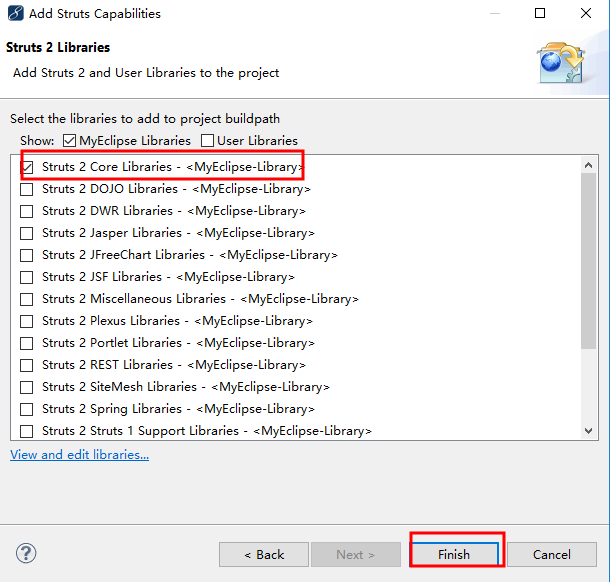 Add Struts Capabilities
Struts 2 Libraries
Add Struts 2 and User Libraries to the project
Select the libraries to add to project buildpath
Show: MyEclipse Libraries User Libraries
Struts 2 Core Libraries - <MyEclipse-Library>
Struts 2 DOJO Libraries - <MyEclipse-Library>
Struts 2 DWR Libraries - <MyEclipse-Library>
Struts 2 Jasper Libraries - <MyEclipse-Library>
Struts 2 JFreeChart Libraries - <MyEclipse-Library>
Struts 2 JSF Libraries - <MyEclipse-Library>
Struts 2 Miscellaneous Libraries - <MyEclipse-Library>
Struts 2 Plexus Libraries - <MyEclipse-Library>
Struts 2 Portlet Libraries - <MyEclipse-Library>
Struts 2 REST Libraries - <MyEclipse-Library>
Struts 2 SiteMesh Libraries - <MyEclipse-Library>
Struts 2 Spring Libraries - <MyEclipse-Library>
Struts 2 Struts 1 Support Libraries - <MyEclipse-Library>
View and edit libraries...
? < Back Next > Finish Cancel